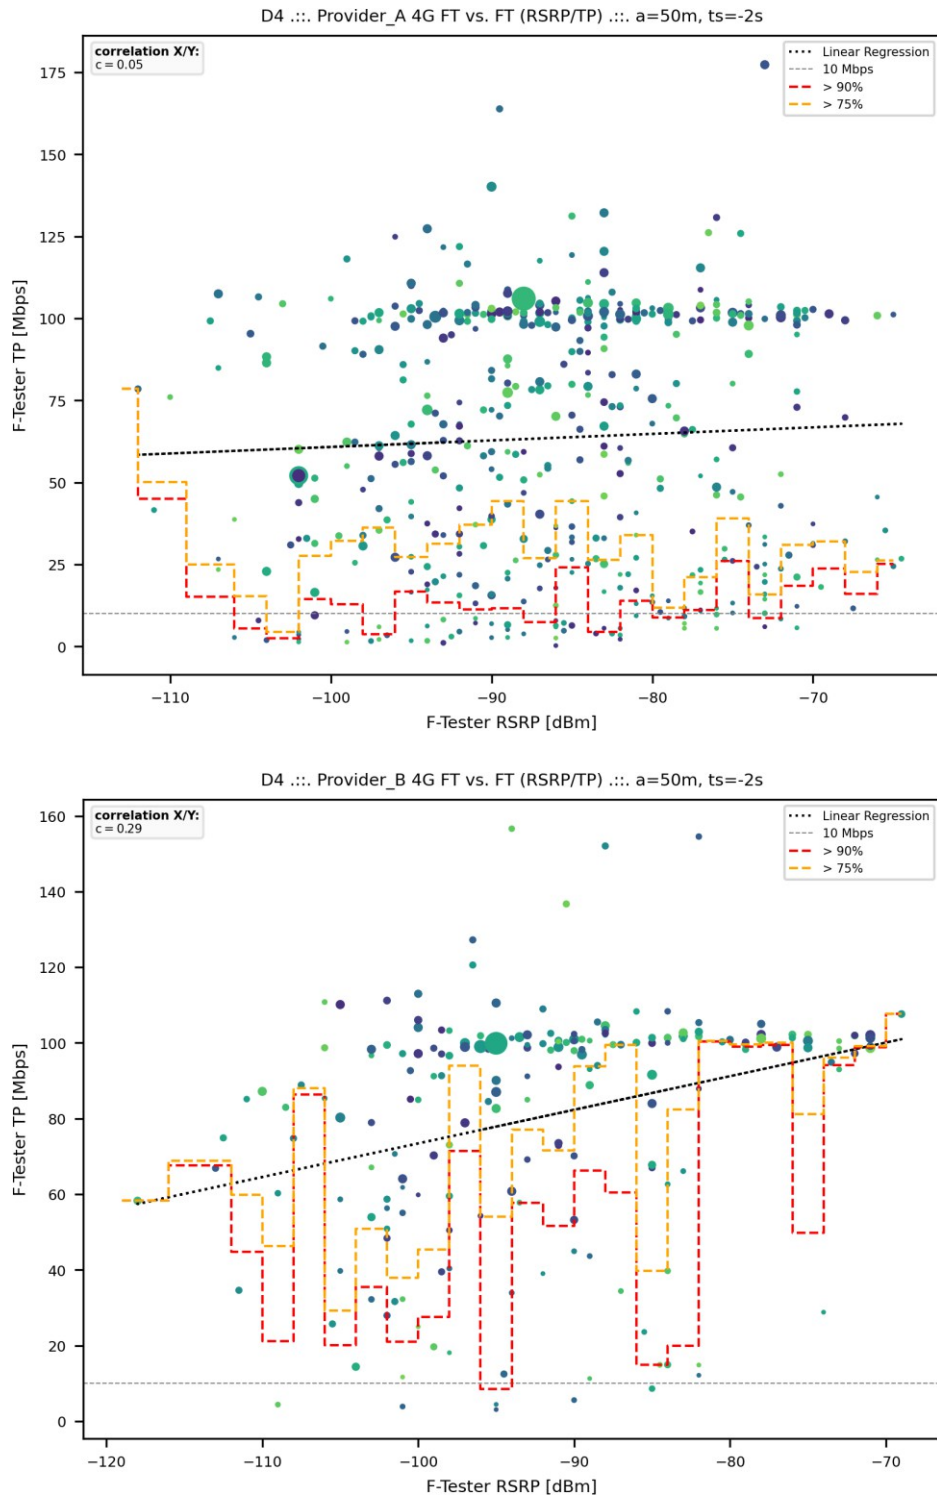 D4 .::. Provider_A 4G FT vs. FT (RSRP/TP) .::. a=50m, ts=-2s
correlation X/Y:
c = 0.05
Linear Regression
10 Mbps
> 90%
> 75%
175
150
125
100
75
50
25
0
F-Tester TP [Mbps]
−110 −100 −90 −80 −70
F-Tester RSRP [dBm]
D4 .::. Provider_B 4G FT vs. FT (RSRP/TP) .::. a=50m, ts=-2s
correlation X/Y:
c = 0.29
Linear Regression
10 Mbps
> 90%
> 75%
160
140
120
100
80
60
40
20
0
F-Tester TP [Mbps]
−120 −110 −100 −90 −80 −70
F-Tester RSRP [dBm]